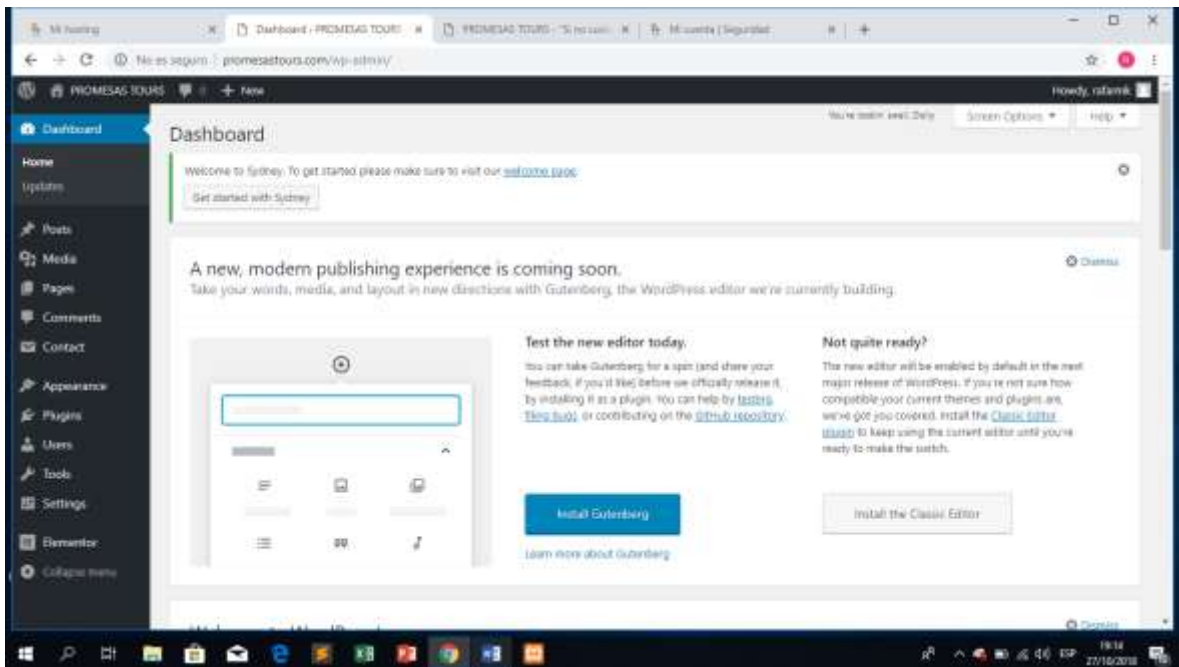 Mi hosting
Dashboard - PROMESAS TOURS
PROMESAS TOURS - "Si no
Mi cuenta | Seguridad
No es seguro | promesastours.com/wp-admin/
PROMESAS TOURS
+ New
Howdy, rafamik
Dashboard
Home
Updates
Posts
Media
Pages
Comments
Contact
Appearance
Plugins
Users
Tools
Settings
Elementor
Collapse menu
Screen Options
Help
Dashboard
Welcome to Sydney. To get started please make sure to visit our welcome page.
Get started with Sydney
A new, modern publishing experience is coming soon.
Dismiss
Take your words, media, and layout in new directions with Gutenberg, the WordPress editor we're currently building.
Test the new editor today.
You can take Gutenberg for a spin (and share your
feedback, if you'd like) before we officially release it,
by installing it as a plugin. You can help by testing,
filing bugs, or contributing on the GitHub repository.
Install Gutenberg
Learn more about Gutenberg
Not quite ready?
The new editor will be enabled by default in the next
major release of WordPress. If you're not sure how
compatible your current themes and plugins are,
we've got you covered. Install the Classic Editor
plugin to keep using the current editor until you're
ready to make the switch.
Install the Classic Editor
Dismiss
ESP
19:14
27/10/2018